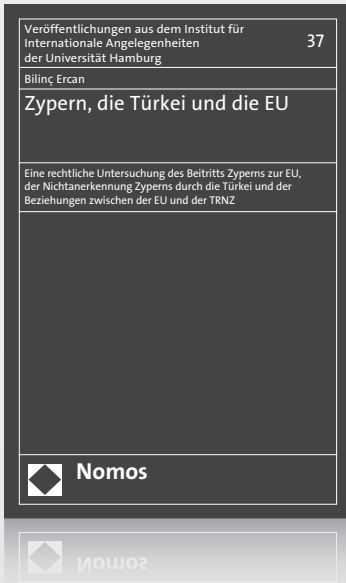 Veröffentlichungen aus dem Institut für
Internationale Angelegenheiten
der Universität Hamburg
37
Bilinç Ercan
Zypern, die Türkei und die EU
Eine rechtliche Untersuchung des Beitritts Zyperns zur EU,
der Nichtanerkennung Zyperns durch die Türkei und der
Beziehungen zwischen der EU und der TRNZ
Nomos